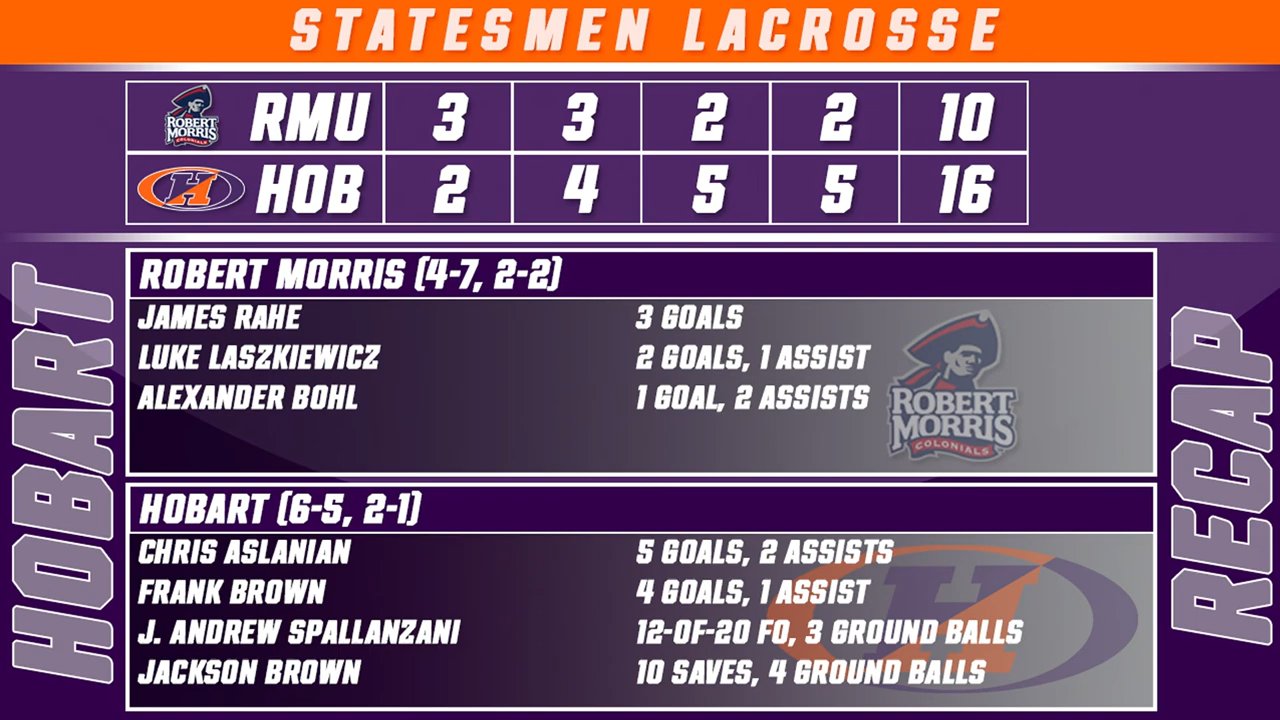 STATESMEN LACROSSE
ROBERT MORRIS COLONIALS RMU 3 3 2 2 10
H HOB 2 4 5 5 16
HOBART
RECAP
ROBERT MORRIS (4-7, 2-2)
JAMES RAHE 3 GOALS
LUKE LASZKIEWICZ 2 GOALS, 1 ASSIST
ALEXANDER BOHL 1 GOAL, 2 ASSISTS
ROBERT
MORRIS
COLONIALS
HOBART (6-5, 2-1)
CHRIS ASLANIAN 5 GOALS, 2 ASSISTS
FRANK BROWN 4 GOALS, 1 ASSIST
J. ANDREW SPALLANZANI 12-OF-20 FO, 3 GROUND BALLS
JACKSON BROWN 10 SAVES, 4 GROUND BALLS
H